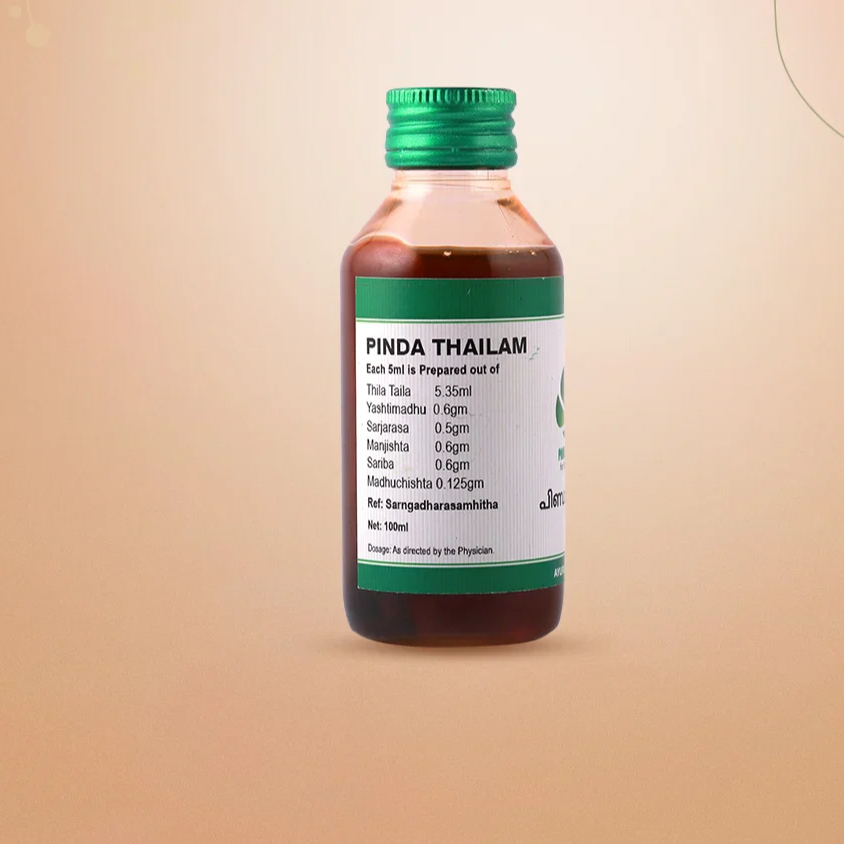 PINDA THAILAM
Each 5ml is Prepared out of
Thila Taila 5.35ml
Yashtimadhu 0.6gm
Sarjarasa 0.5gm
Manjishta 0.6gm
Sariba 0.6gm
Madhuchishta 0.125gm
Ref: Sarngadharasamhitha
Net: 100ml
Dosage: As directed by the Physician.